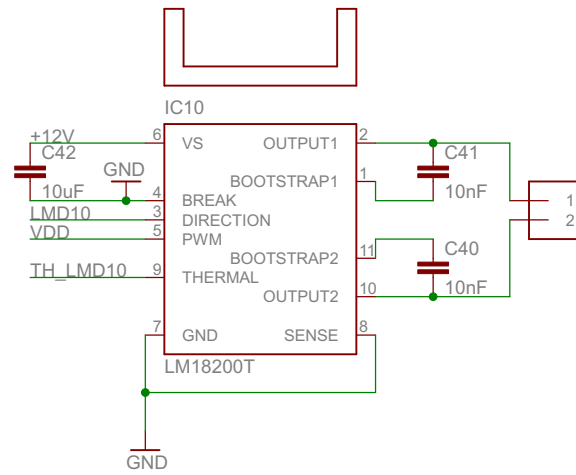 IC10
+12V
6
VS
OUTPUT1
2
C42
C41
GND
BOOTSTRAP1
1
10uF
10nF
4
BREAK
1
LMD10
3
DIRECTION
2
VDD
5
PWM
11
C40
BOOTSTRAP2
TH_LMD10
9
THERMAL
10nF
OUTPUT2
10
7
GND
SENSE
8
LM18200T
GND